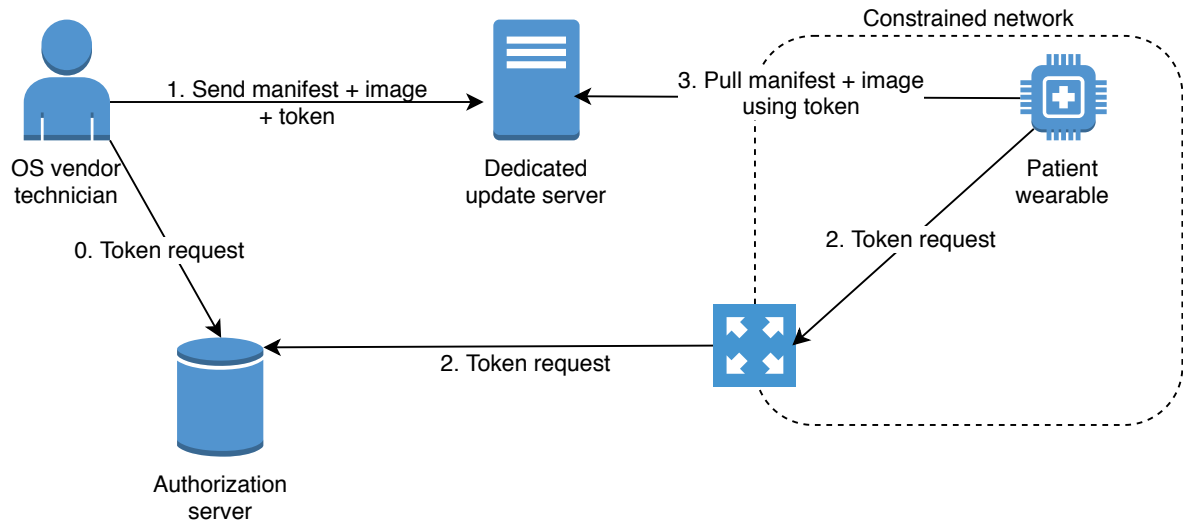 Constrained network
1. Send manifest + image
+ token
3. Pull manifest + image
using token
OS vendor
technician
Dedicated
update server
Patient
wearable
0. Token request
2. Token request
2. Token request
Authorization
server